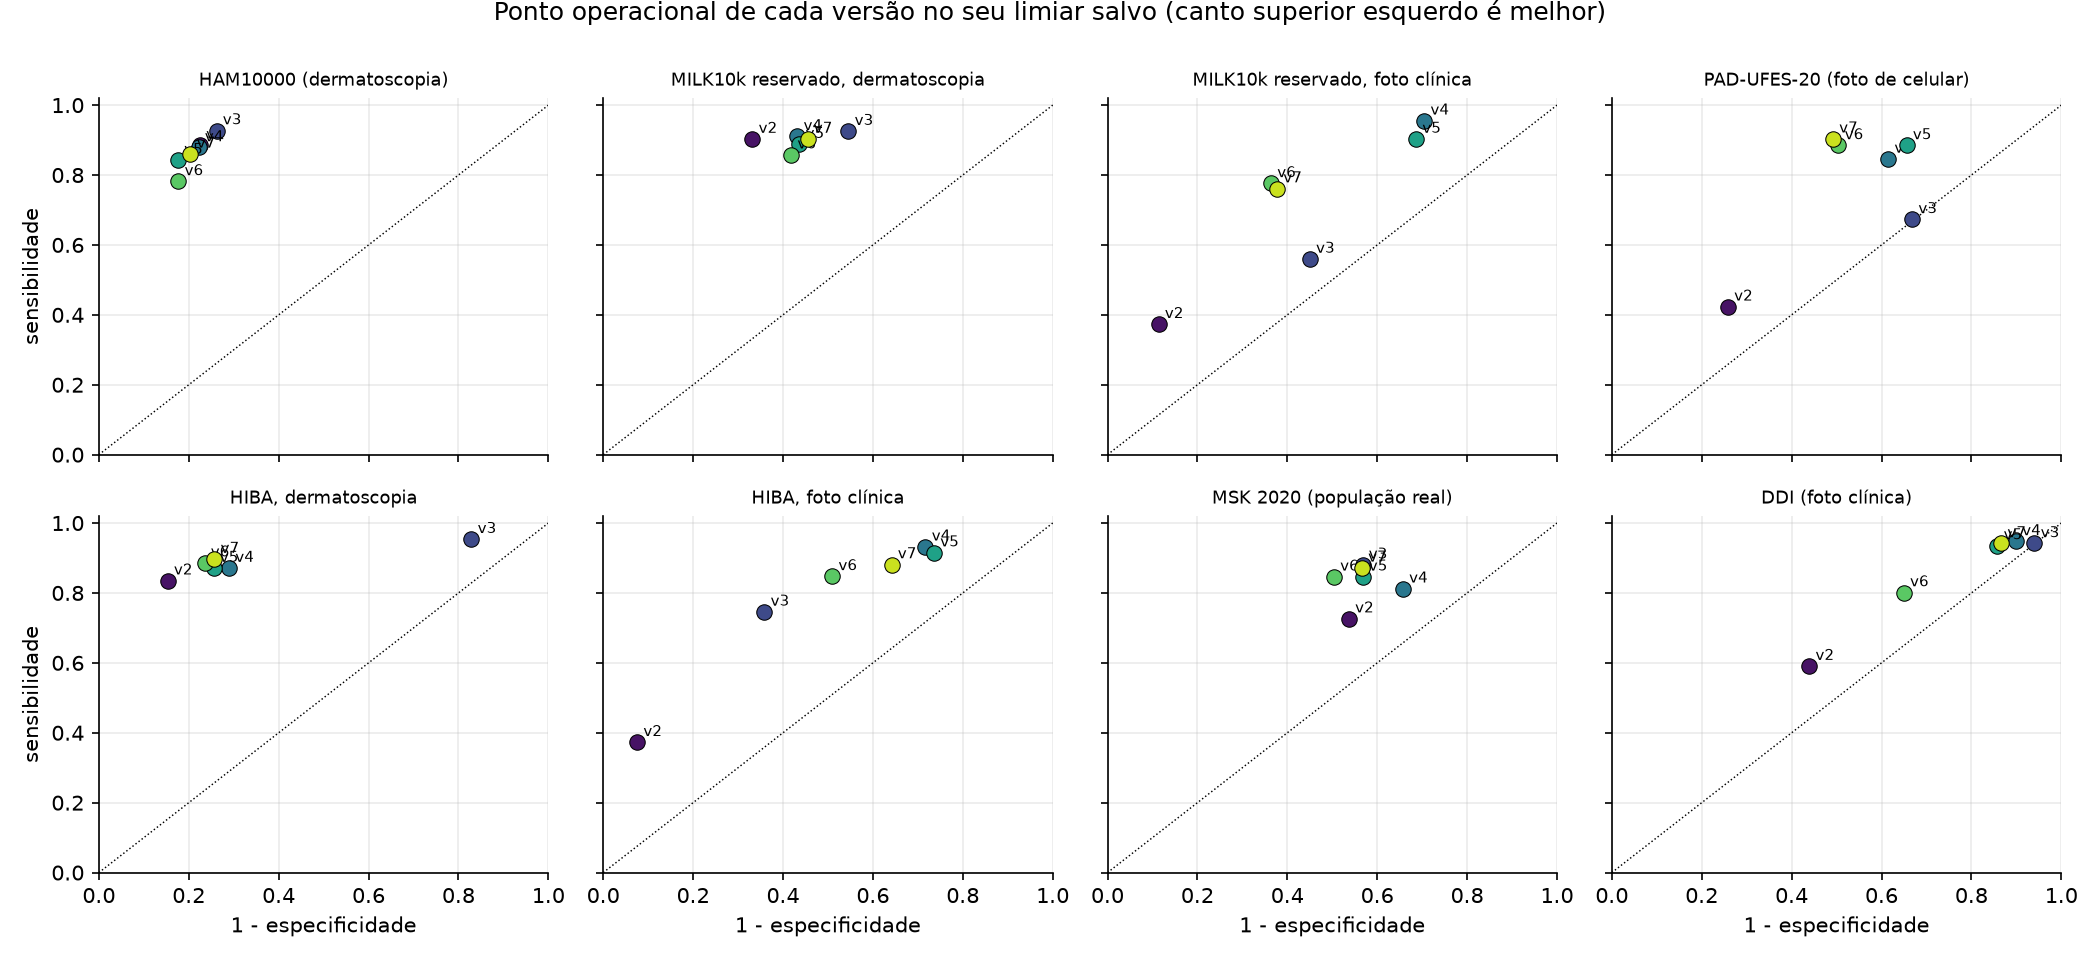 Ponto operacional de cada versão no seu limiar salvo (canto superior esquerdo é melhor)
HAM10000 (dermatoscopia)
MILK10k reservado, dermatoscopia
MILK10k reservado, foto clínica
PAD-UFES-20 (foto de celular)
sensibilidade
1.0
0.8
0.6
0.4
0.2
0.0
v3
v6
v2
v4
v7
v3
v4
v5
v6
v7
v3
v2
v7
v6
v5
v3
v2
HIBA, dermatoscopia
HIBA, foto clínica
MSK 2020 (população real)
DDI (foto clínica)
sensibilidade
1.0
0.8
0.6
0.4
0.2
0.0
v3
v7
v5
v4
v2
v4
v5
v7
v6
v3
v2
v6
v5
v4
v2
v4
v3
v6
v2
0.0 0.2 0.4 0.6 0.8 1.0
0.0 0.2 0.4 0.6 0.8 1.0
0.0 0.2 0.4 0.6 0.8 1.0
0.0 0.2 0.4 0.6 0.8 1.0
1 - especificidade
1 - especificidade
1 - especificidade
1 - especificidade